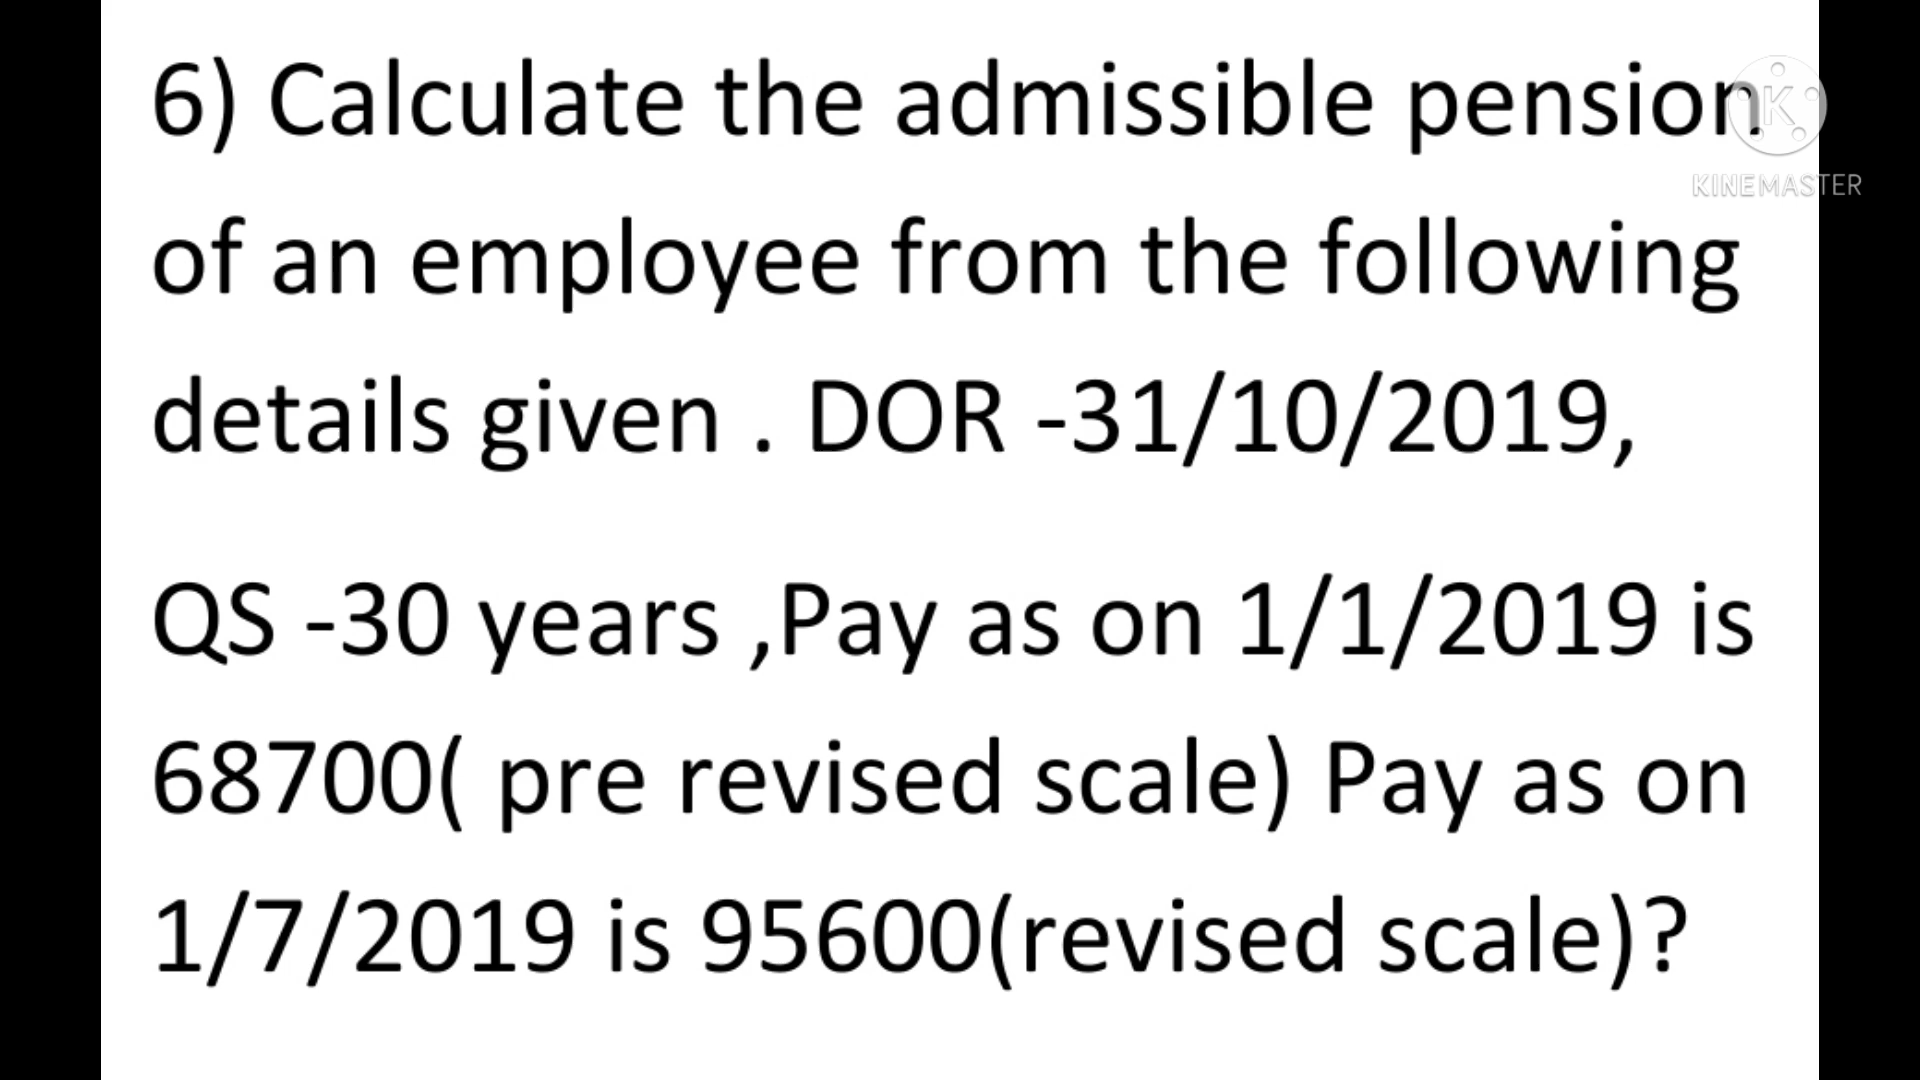 6) Calculate the admissible pension
of an employee from the following
details given . DOR -31/10/2019,
QS -30 years ,Pay as on 1/1/2019 is
68700( pre revised scale) Pay as on
1/7/2019 is 95600(revised scale)?
K
KINEMASTER